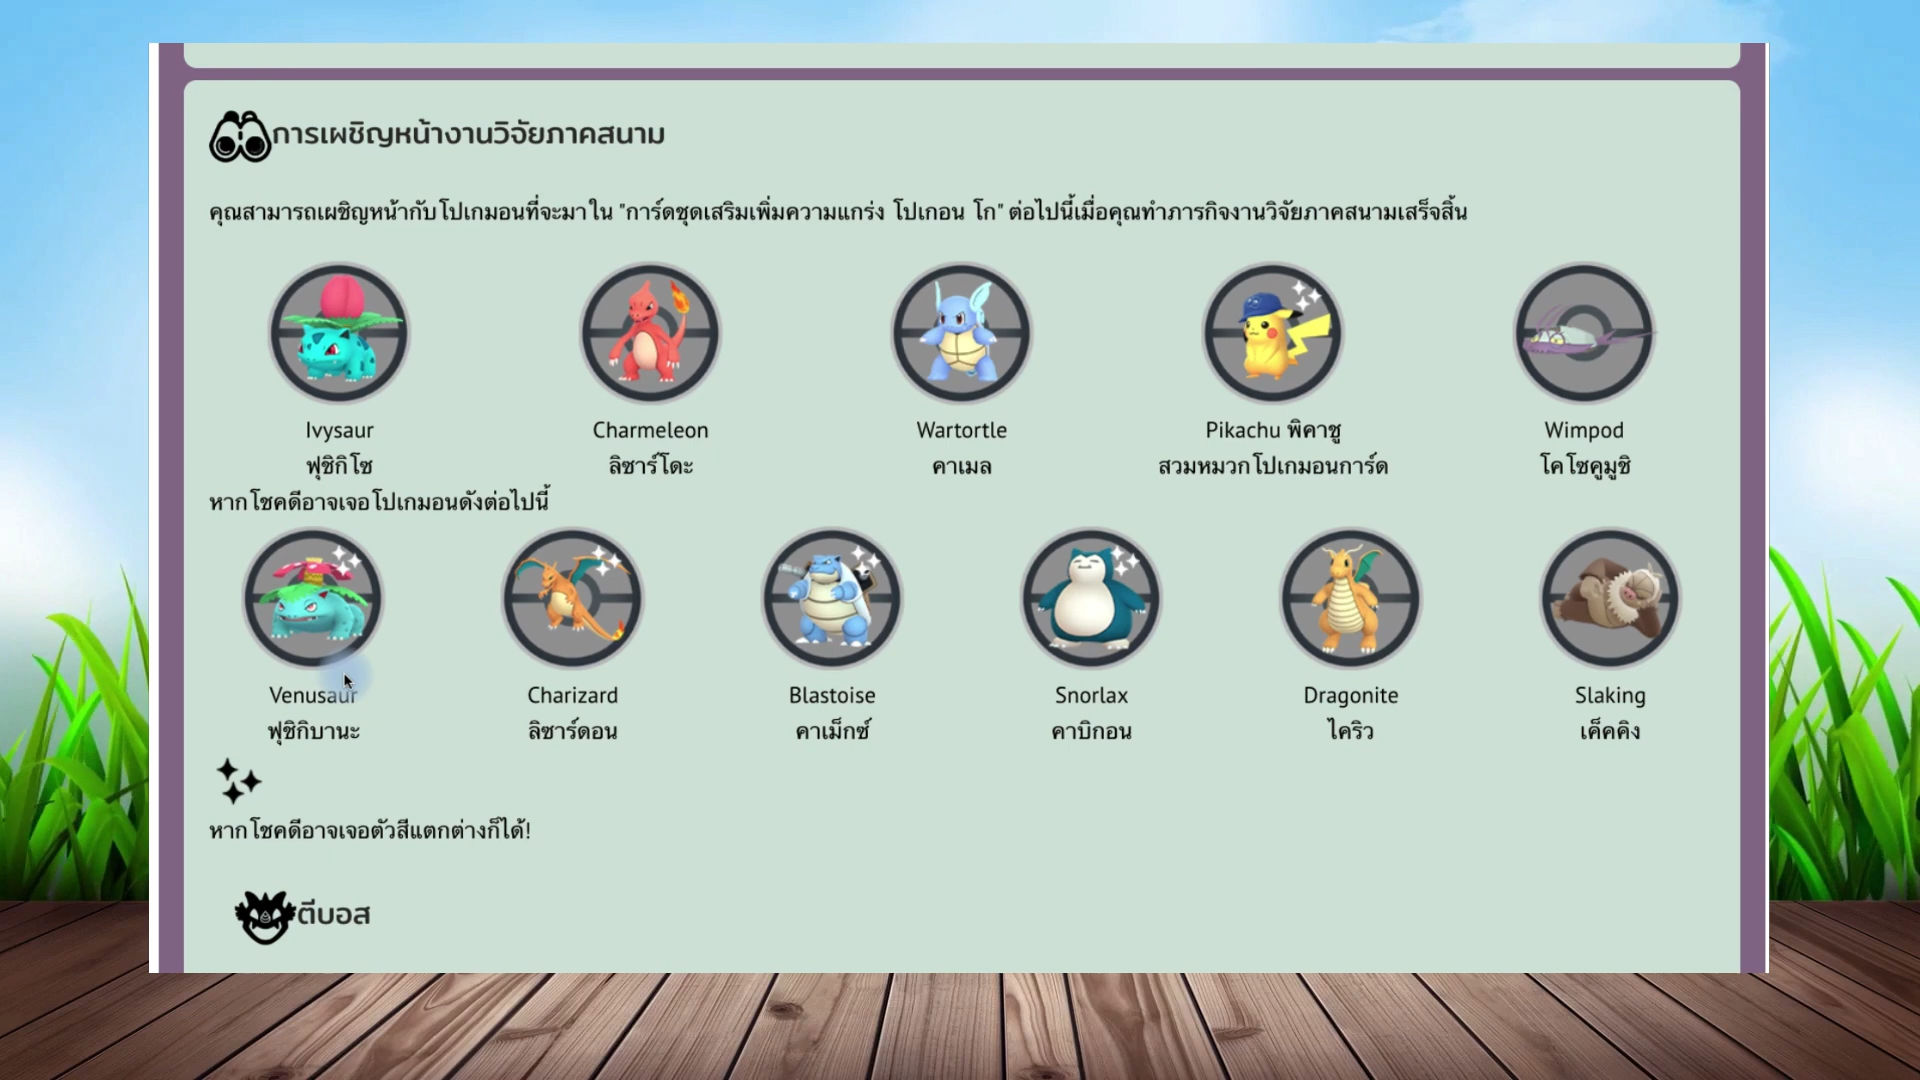 การเผชิญหน้างานวิจัยภาคสนาม
คุณสามารถเผชิญหน้ากับโปเกมอนที่จะมาใน "การ์ดชุดเสริมเพิ่มความแกร่ง โปเกอน โก" ต่อไปนี้เมื่อคุณทำภารกิจงานวิจัยภาคสนามเสร็จสิ้น
Ivysaur Charmeleon Wartortle Pikachu พิคาชู Wimpod
ฟุชิกิโซ ลิซาร์โดะ คาเมล สวมหมวกโปเกมอนการ์ด โคโซคูมูชิ
หากโชคดีอาจเจอโปเกมอนดังต่อไปนี้
Venusaur Charizard Blastoise Snorlax Dragonite Slaking
ฟุชิกิบานะ ลิซาร์ดอน คาเม็กซ์ คาบิกอน ไคริว เค็คคิง
หากโชคดีอาจเจอตัวสีแตกต่างก็ได้!
ตีบอส